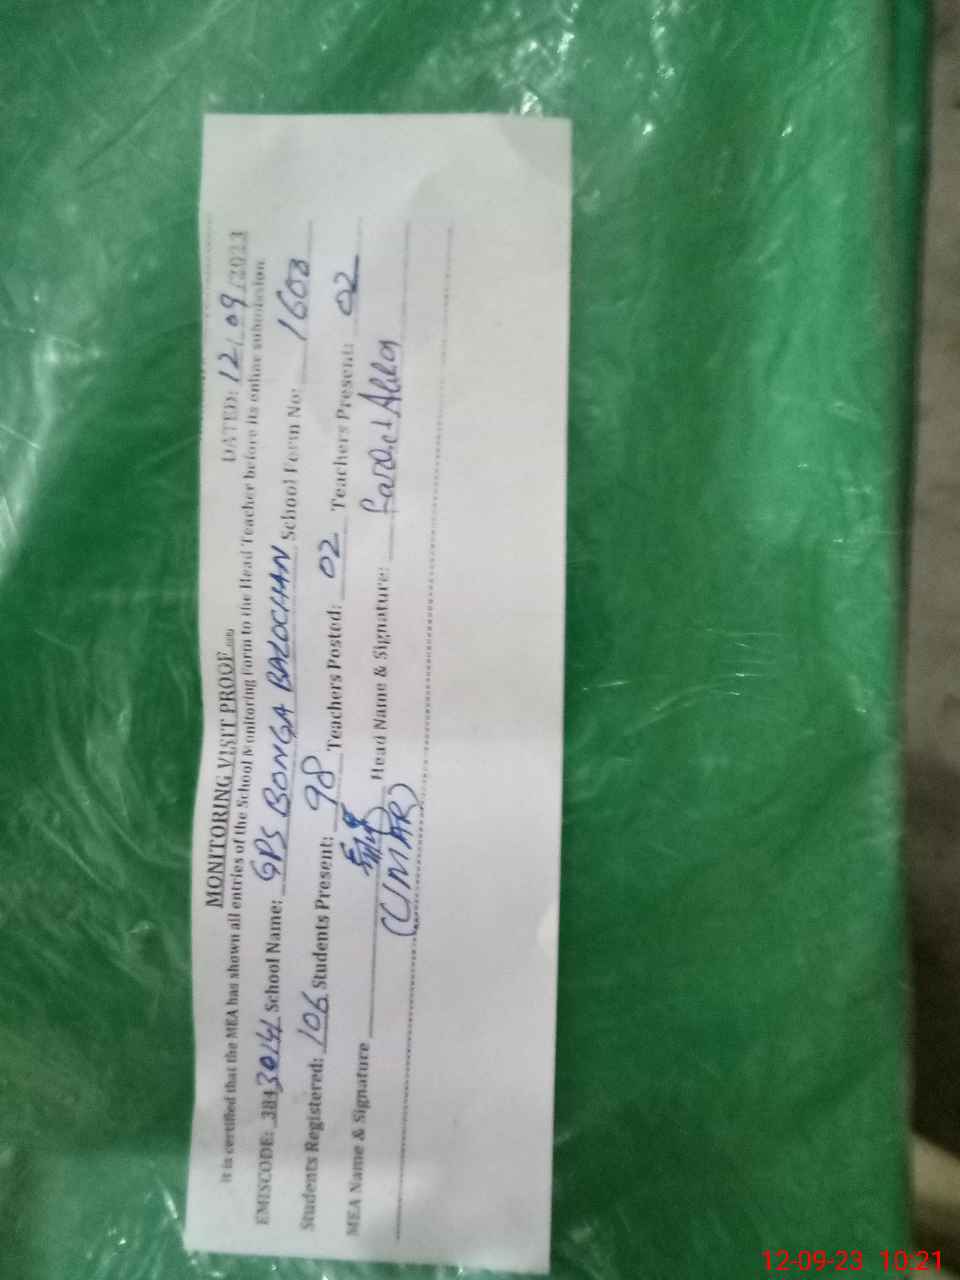 MONITORING VISIT PROOF
DATED: 12/09/2023
It is certified that the MEA has shown all entries of the School Monitoring Form to the Head Teacher before its online submission
EMISCODE: School Name: GPS BONGA BALOCHAN School Form No:
Students Registered: 106 Students Present: 98 Teachers Posted: 02 Teachers Present: 02
MEA Name & Signature Head Name & Signature:
(UMAR)
12-09-23 10:21